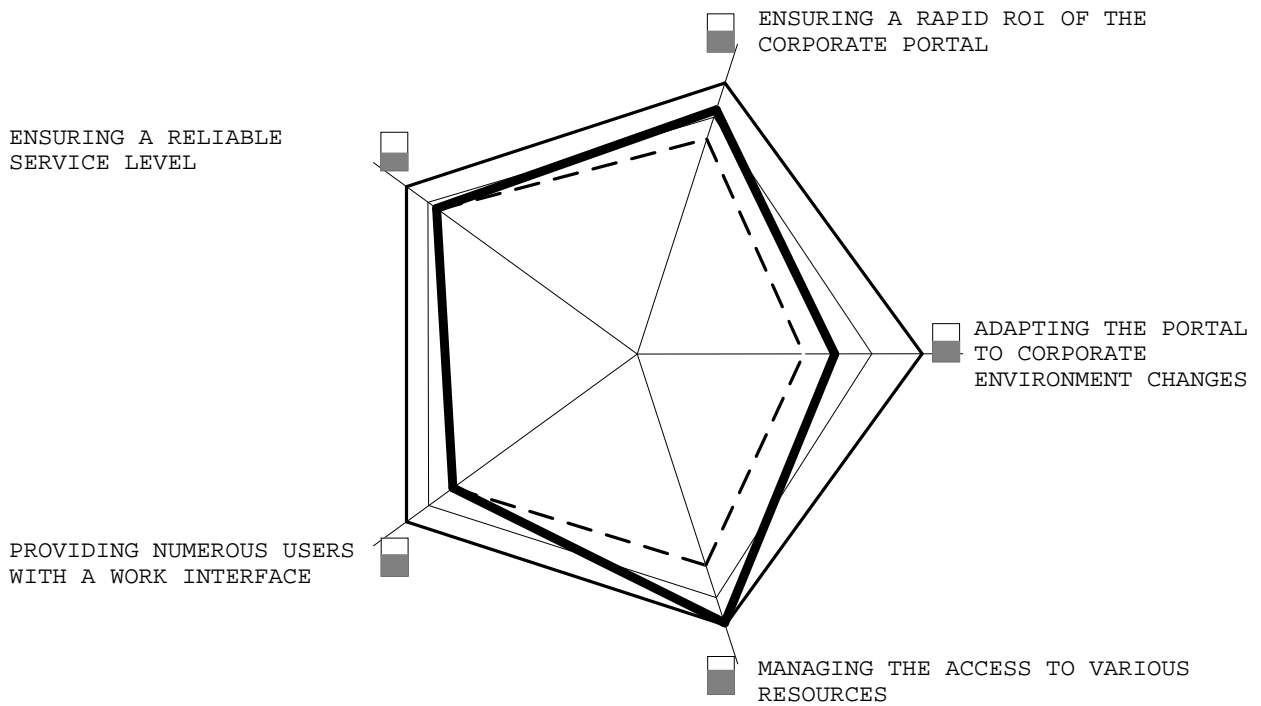 ENSURING A RAPID ROI OF THE
CORPORATE PORTAL
ENSURING A RELIABLE
SERVICE LEVEL
ADAPTING THE PORTAL
TO CORPORATE
ENVIRONMENT CHANGES
PROVIDING NUMEROUS USERS
WITH A WORK INTERFACE
MANAGING THE ACCESS TO VARIOUS
RESOURCES